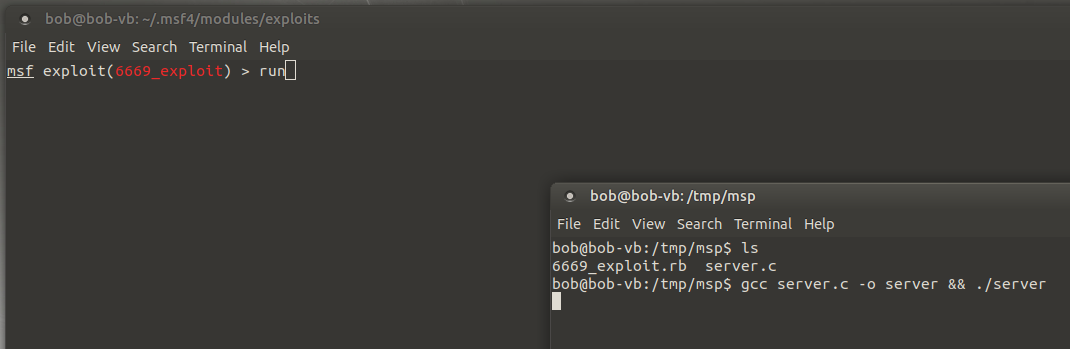 bob@bob-vb: ~/.msf4/modules/exploits
File Edit View Search Terminal Help
msf exploit(6669_exploit) > run
bob@bob-vb: /tmp/msp
File Edit View Search Terminal Help
bob@bob-vb:/tmp/msp$ ls
6669_exploit.rb  server.c
bob@bob-vb:/tmp/msp$ gcc server.c -o server && ./server